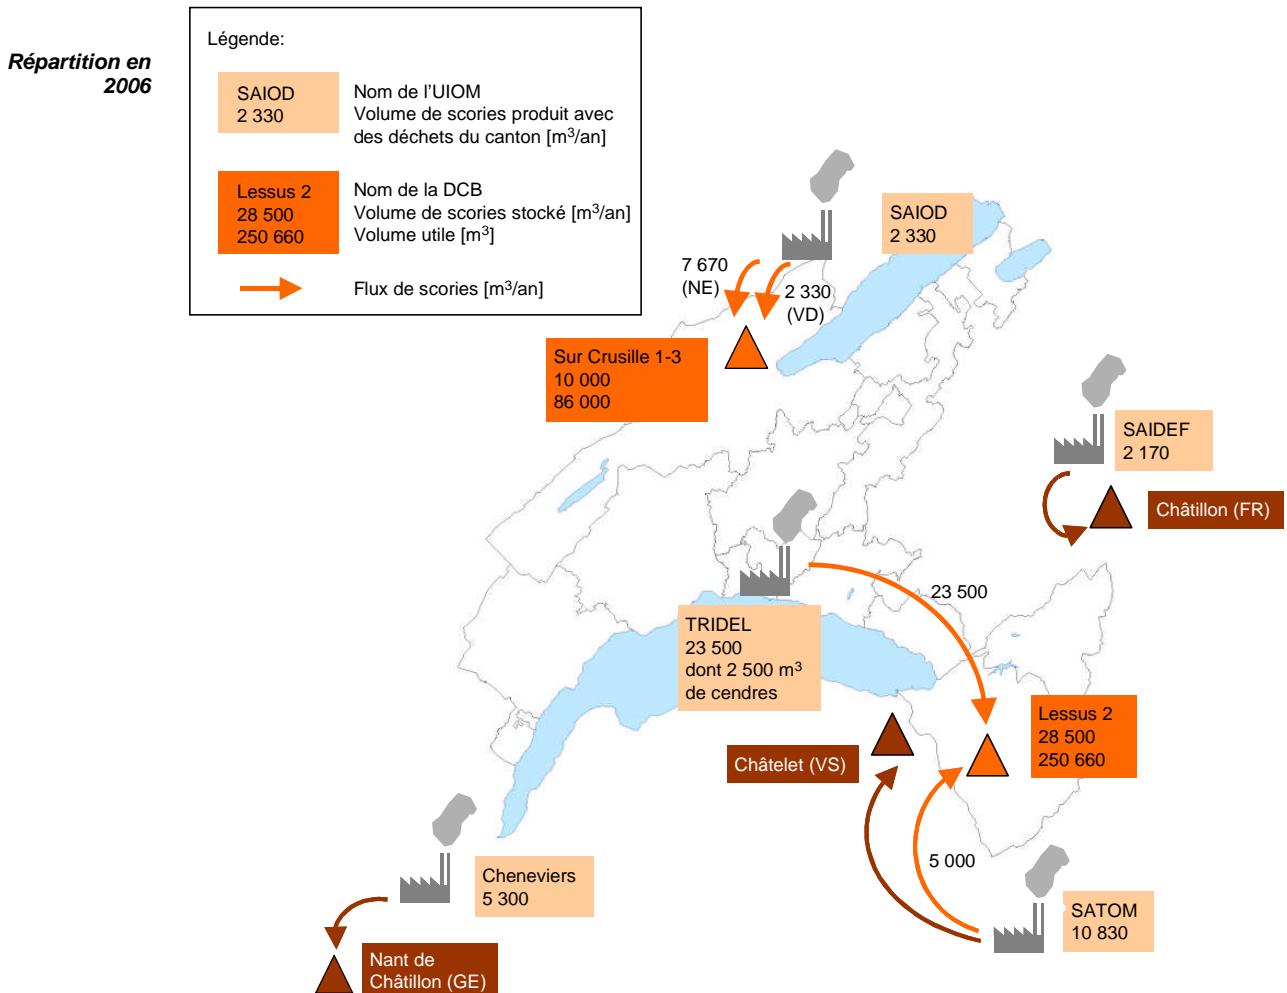 Répartition en
2006
Légende:
SAIOD
2 330
Nom de l'UIOM
Volume de scories produit avec
des déchets du canton [m³/an]
Lessus 2
28 500
250 660
Nom de la DCB
Volume de scories stocké [m³/an]
Volume utile [m³]
Flux de scories [m³/an]
SAIOD
2 330
7 670
(NE)
2 330
(VD)
Sur Crusille 1-3
10 000
86 000
SAIDEF
2 170
Châtillon (FR)
23 500
TRIDEL
23 500
dont 2 500 m³
de cendres
Lessus 2
28 500
250 660
Châtelet (VS)
5 000
Cheneviers
5 300
SATOM
10 830
Nant de
Châtillon (GE)